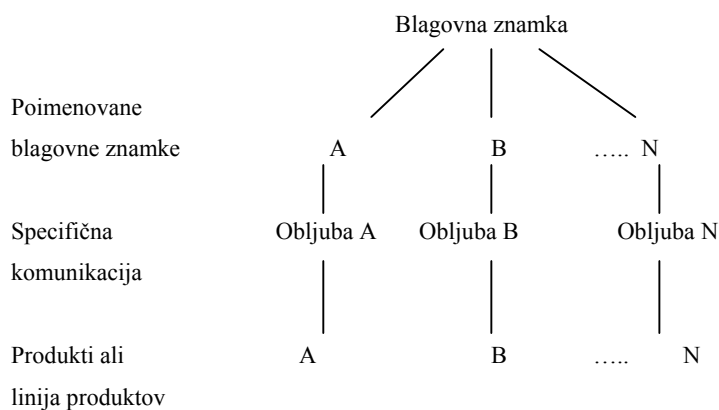 Blagovna znamka
Poimenovane
blagovne znamke A B ….. N
Specifična Obljuba A Obljuba B Obljuba N
komunikacija
Produkti ali A B ….. N
linija produktov